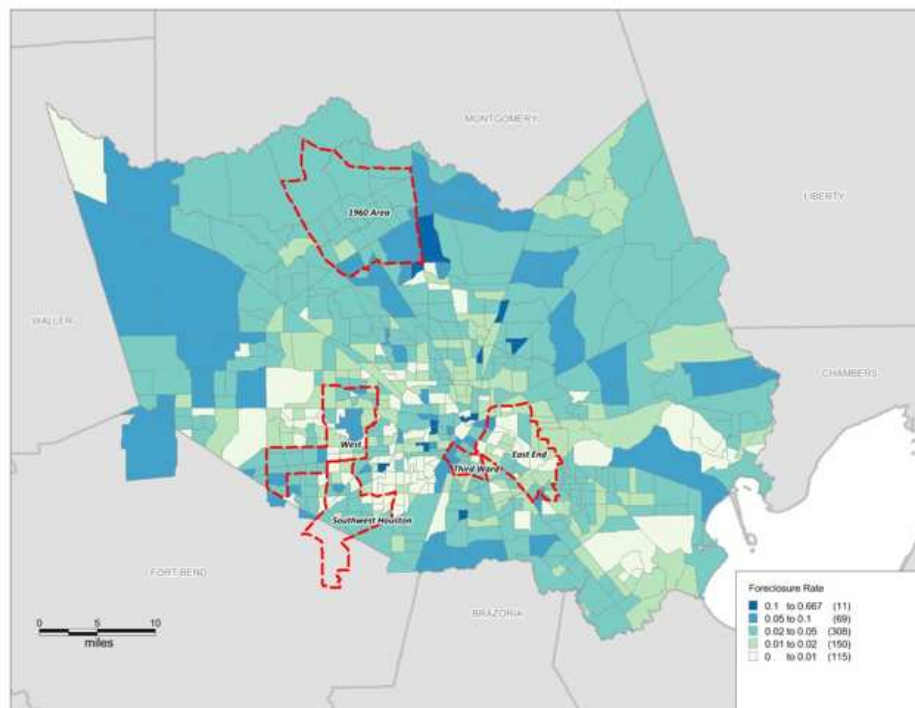 MONTGOMERY
LIBERTY
1960 Area
WALLER
CHAMBERS
West
East End
Third Ward
Southwest Houston
FORT BEND
BRAZORIA
0 5 10
miles
Foreclosure Rate
0.1 to 0.667 (11)
0.05 to 0.1 (69)
0.02 to 0.05 (308)
0.01 to 0.02 (150)
0 to 0.01 (115)